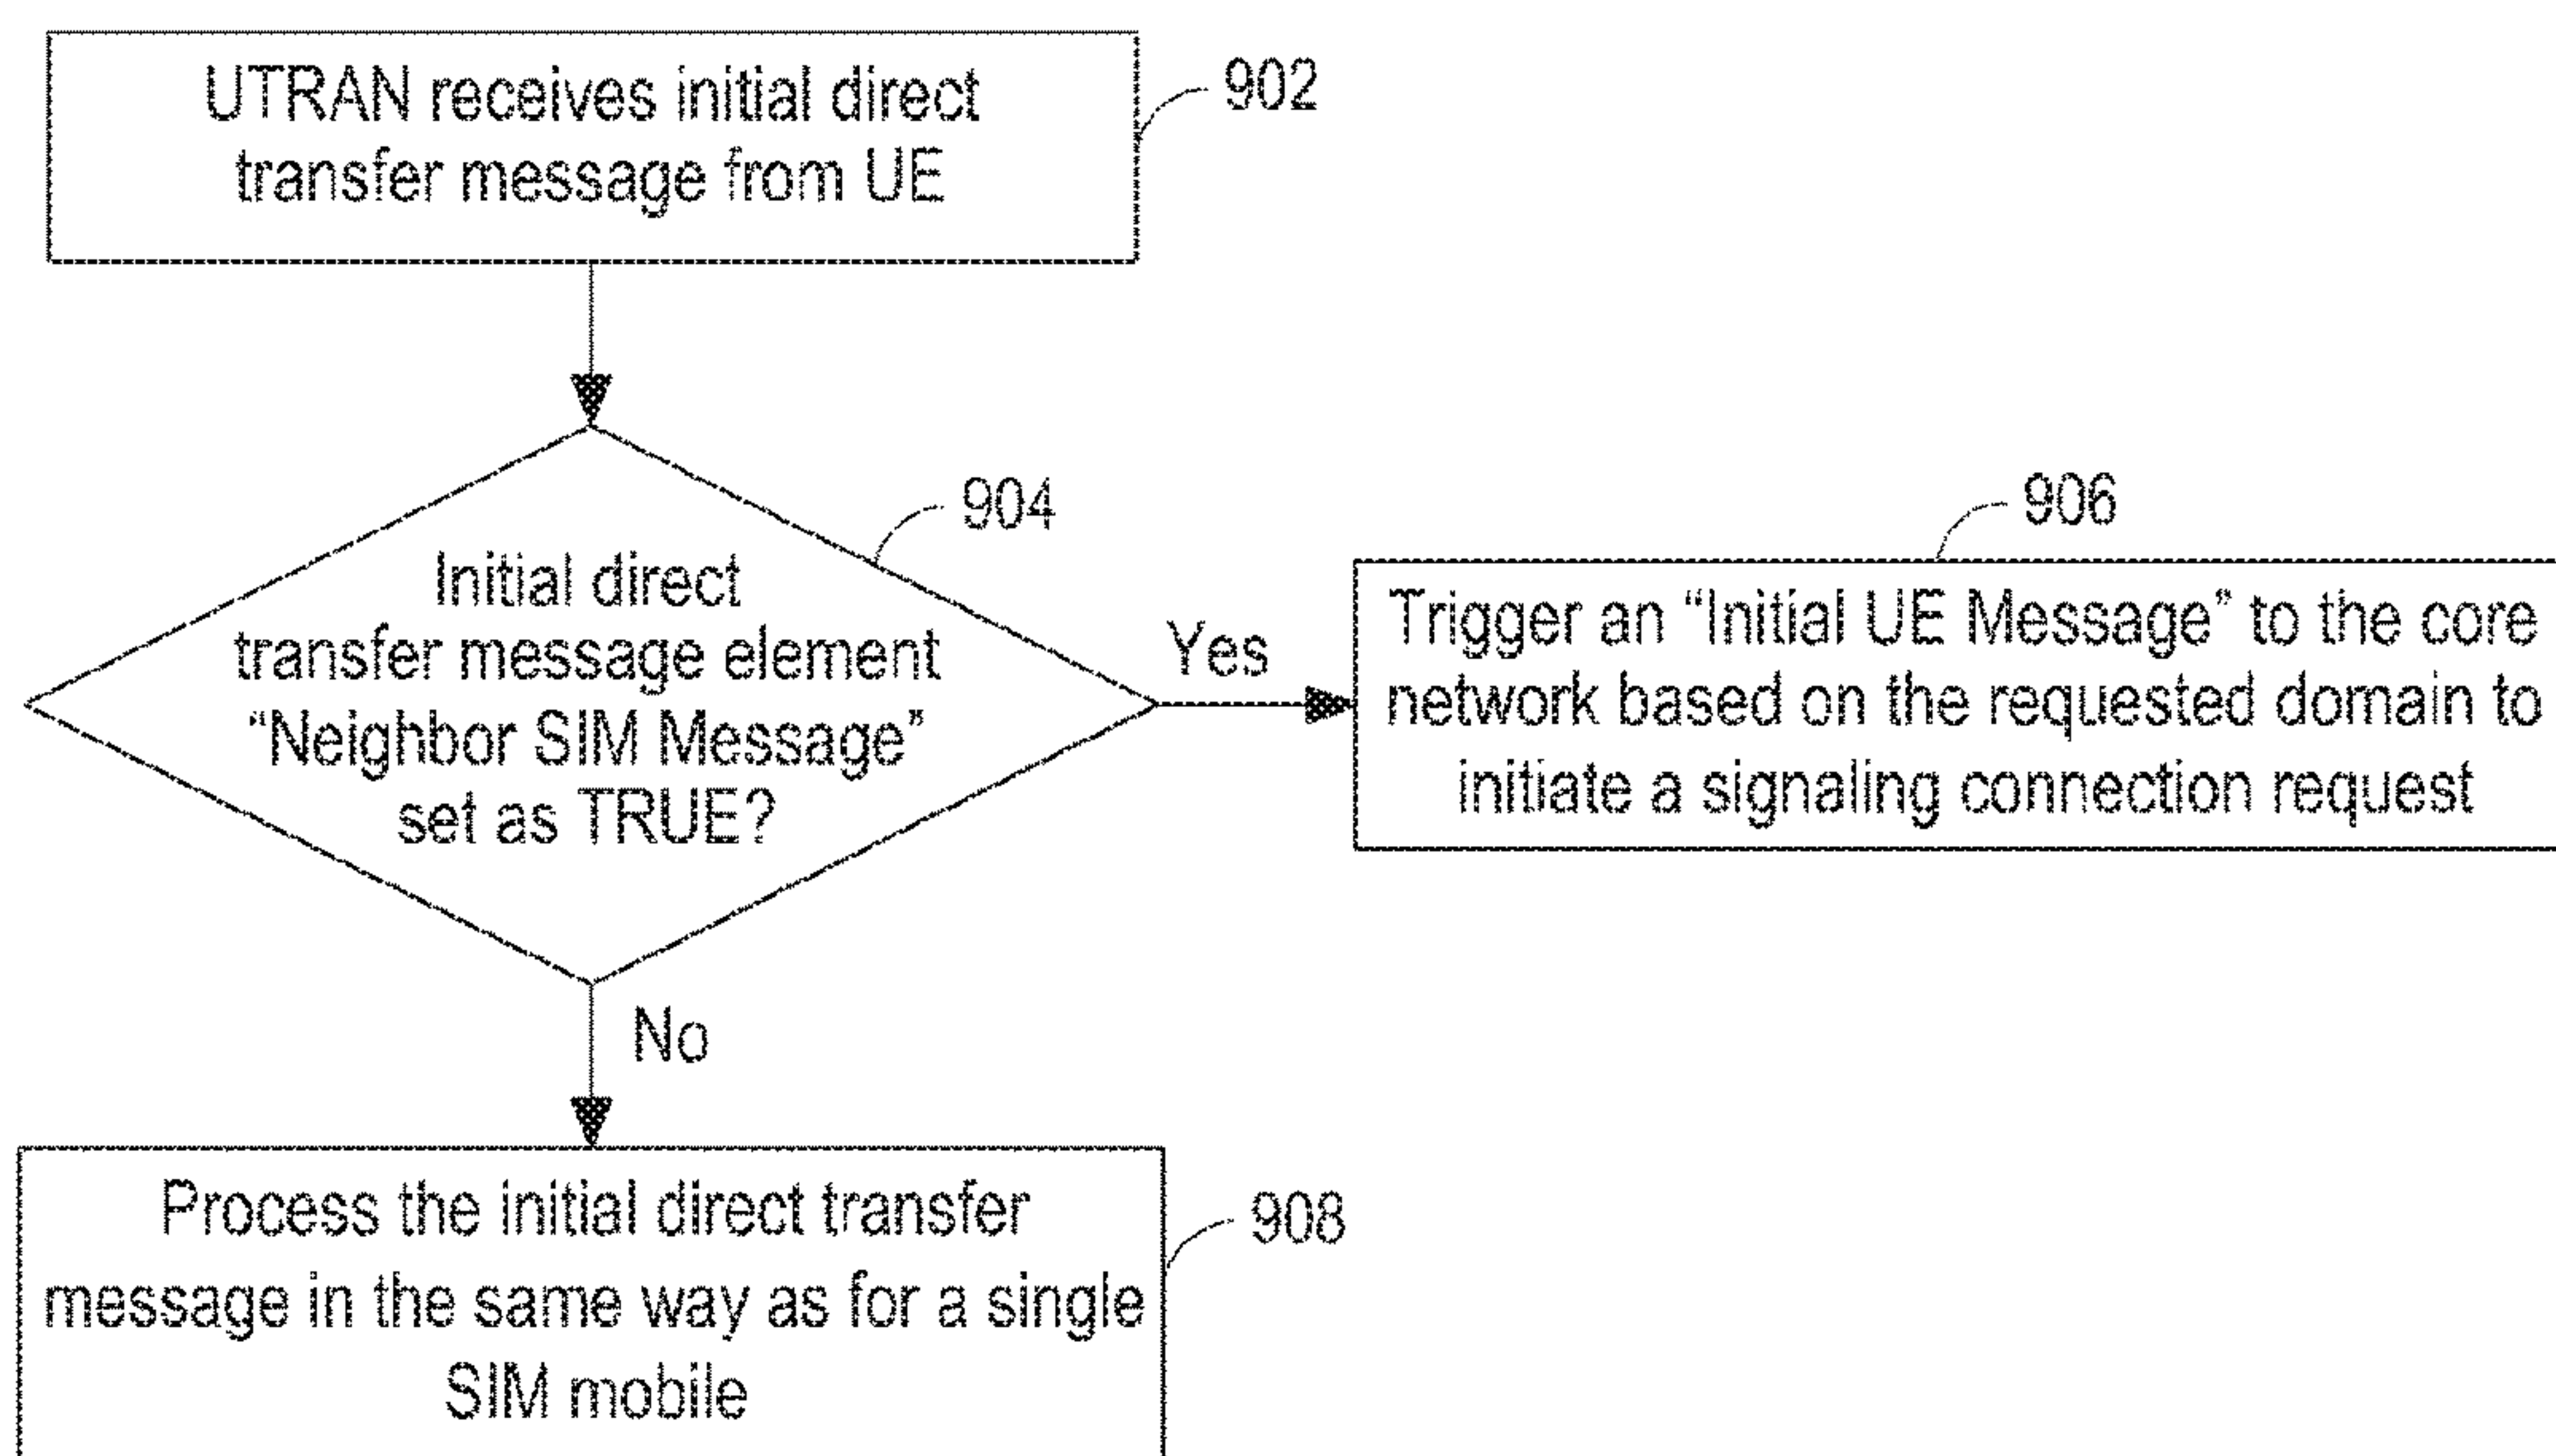 UTRAN receives initial direct
transfer message from UE
902
904
Initial direct
transfer message element
“Neighbor SIM Message”
set as TRUE?
Yes
906
Trigger an “Initial UE Message” to the core
network based on the requested domain to
initiate a signaling connection request
No
Process the initial direct transfer
message in the same way as for a single
SIM mobile
908